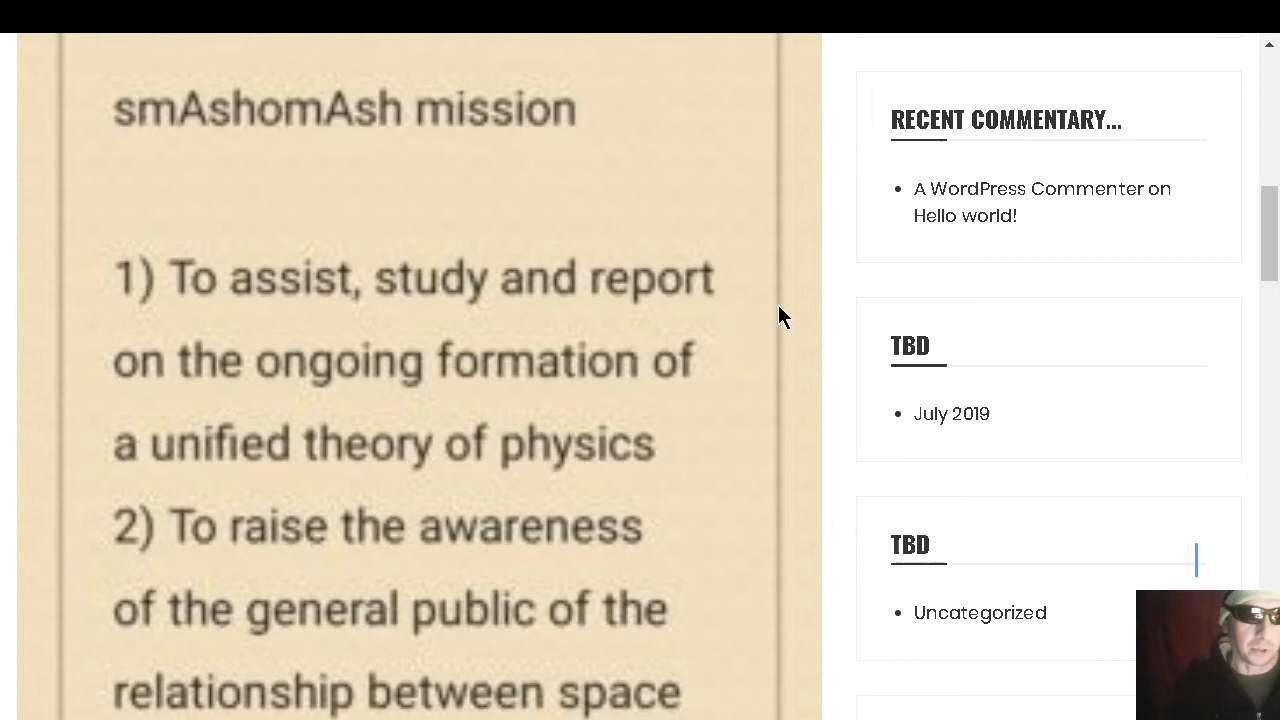 smAshomAsh mission
1) To assist, study and report
on the ongoing formation of
a unified theory of physics
2) To raise the awareness
of the general public of the
relationship between space
RECENT COMMENTARY...
A WordPress Commenter on
Hello world!
TBD
July 2019
TBD
Uncategorized